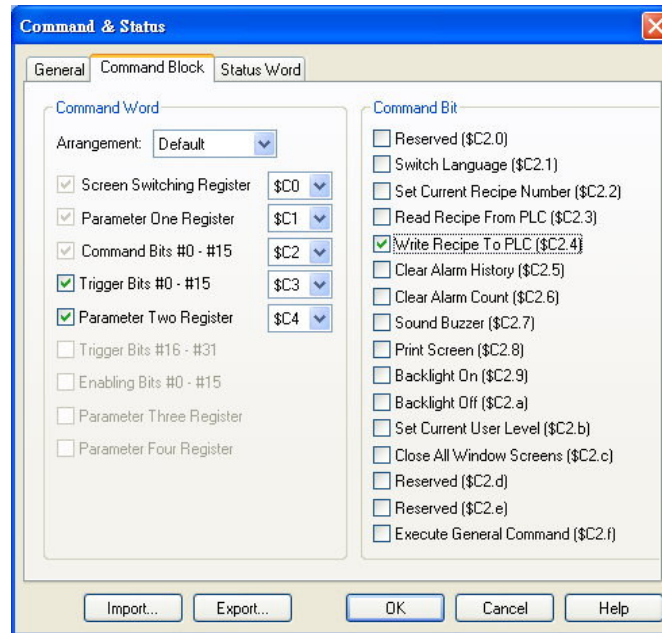 Command & Status
General
Command Block
Status Word
Command Word
Arrangement: Default
Screen Switching Register $C0
Parameter One Register $C1
Command Bits #0 - #15 $C2
Trigger Bits #0 - #15 $C3
Parameter Two Register $C4
Trigger Bits #16 - #31
Enabling Bits #0 - #15
Parameter Three Register
Parameter Four Register
Command Bit
Reserved ($C2.0)
Switch Language ($C2.1)
Set Current Recipe Number ($C2.2)
Read Recipe From PLC ($C2.3)
Write Recipe To PLC ($C2.4)
Clear Alarm History ($C2.5)
Clear Alarm Count ($C2.6)
Sound Buzzer ($C2.7)
Print Screen ($C2.8)
Backlight On ($C2.9)
Backlight Off ($C2.a)
Set Current User Level ($C2.b)
Close All Window Screens ($C2.c)
Reserved ($C2.d)
Reserved ($C2.e)
Execute General Command ($C2.f)
Import... Export... OK Cancel Help